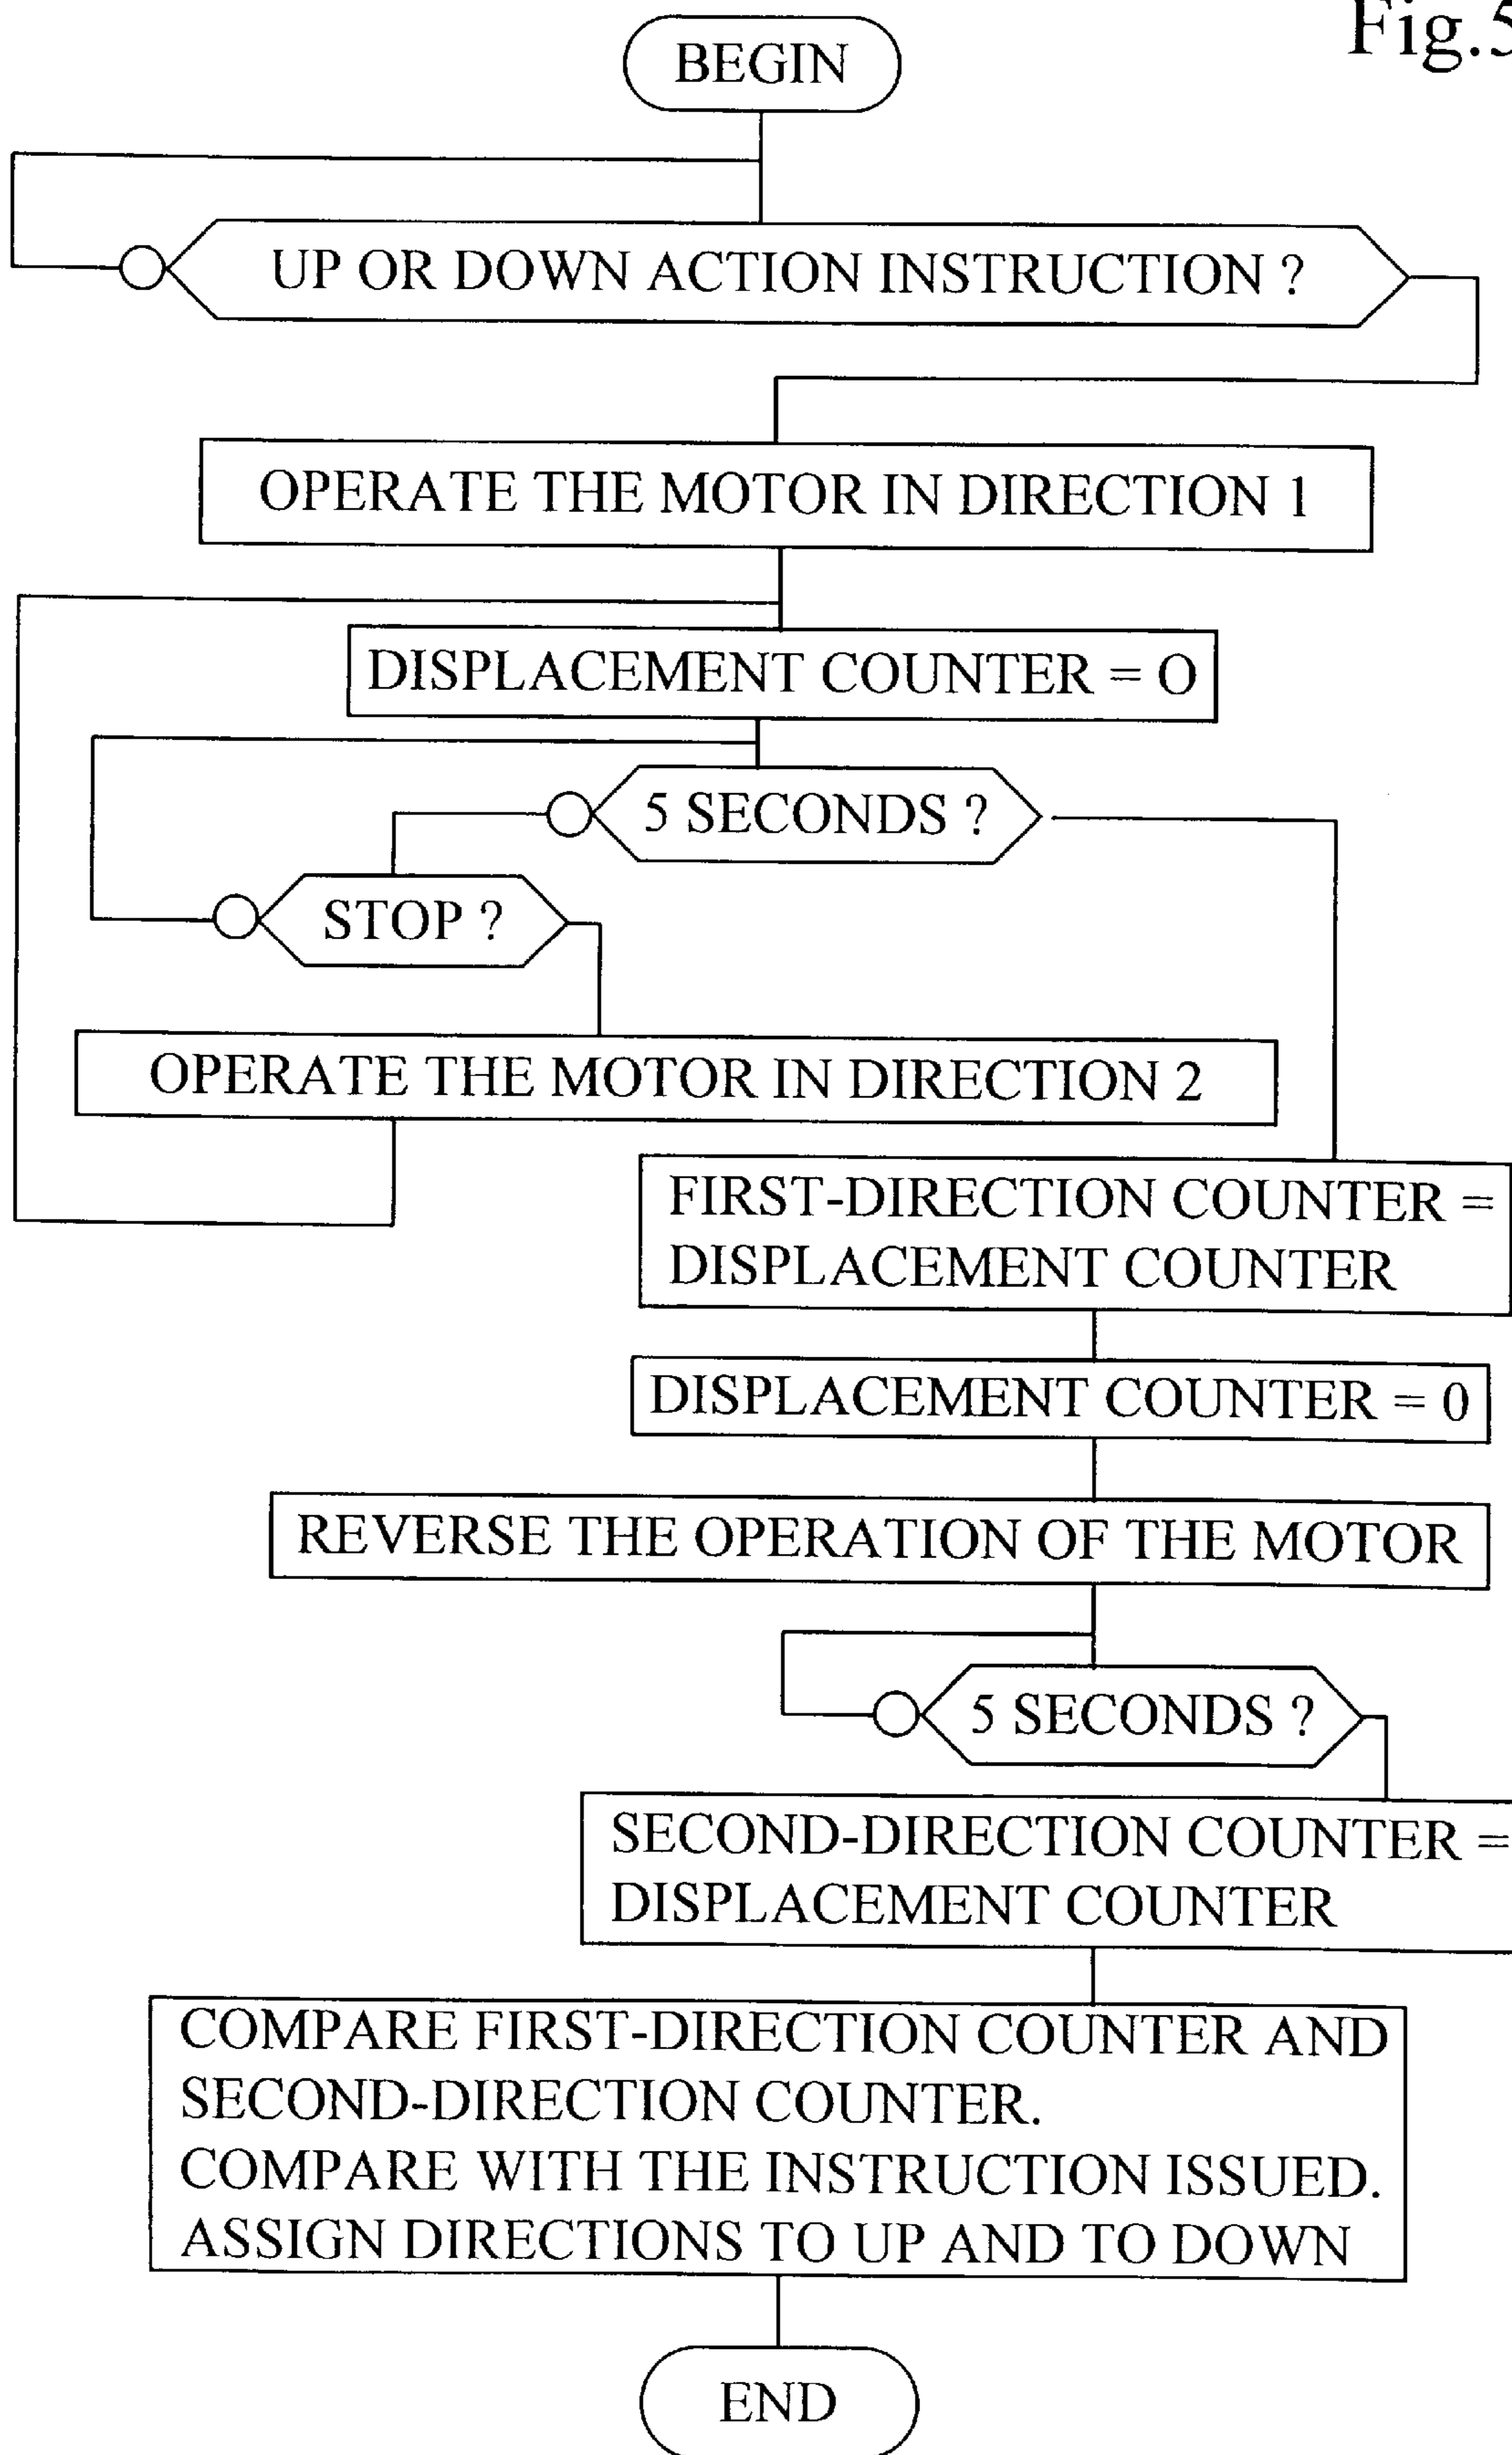 Fig.5
BEGIN
UP OR DOWN ACTION INSTRUCTION ?
OPERATE THE MOTOR IN DIRECTION 1
DISPLACEMENT COUNTER = O
5 SECONDS ?
STOP ?
OPERATE THE MOTOR IN DIRECTION 2
FIRST-DIRECTION COUNTER =
DISPLACEMENT COUNTER
DISPLACEMENT COUNTER = 0
REVERSE THE OPERATION OF THE MOTOR
5 SECONDS ?
SECOND-DIRECTION COUNTER =
DISPLACEMENT COUNTER
COMPARE FIRST-DIRECTION COUNTER AND
SECOND-DIRECTION COUNTER.
COMPARE WITH THE INSTRUCTION ISSUED.
ASSIGN DIRECTIONS TO UP AND TO DOWN
END